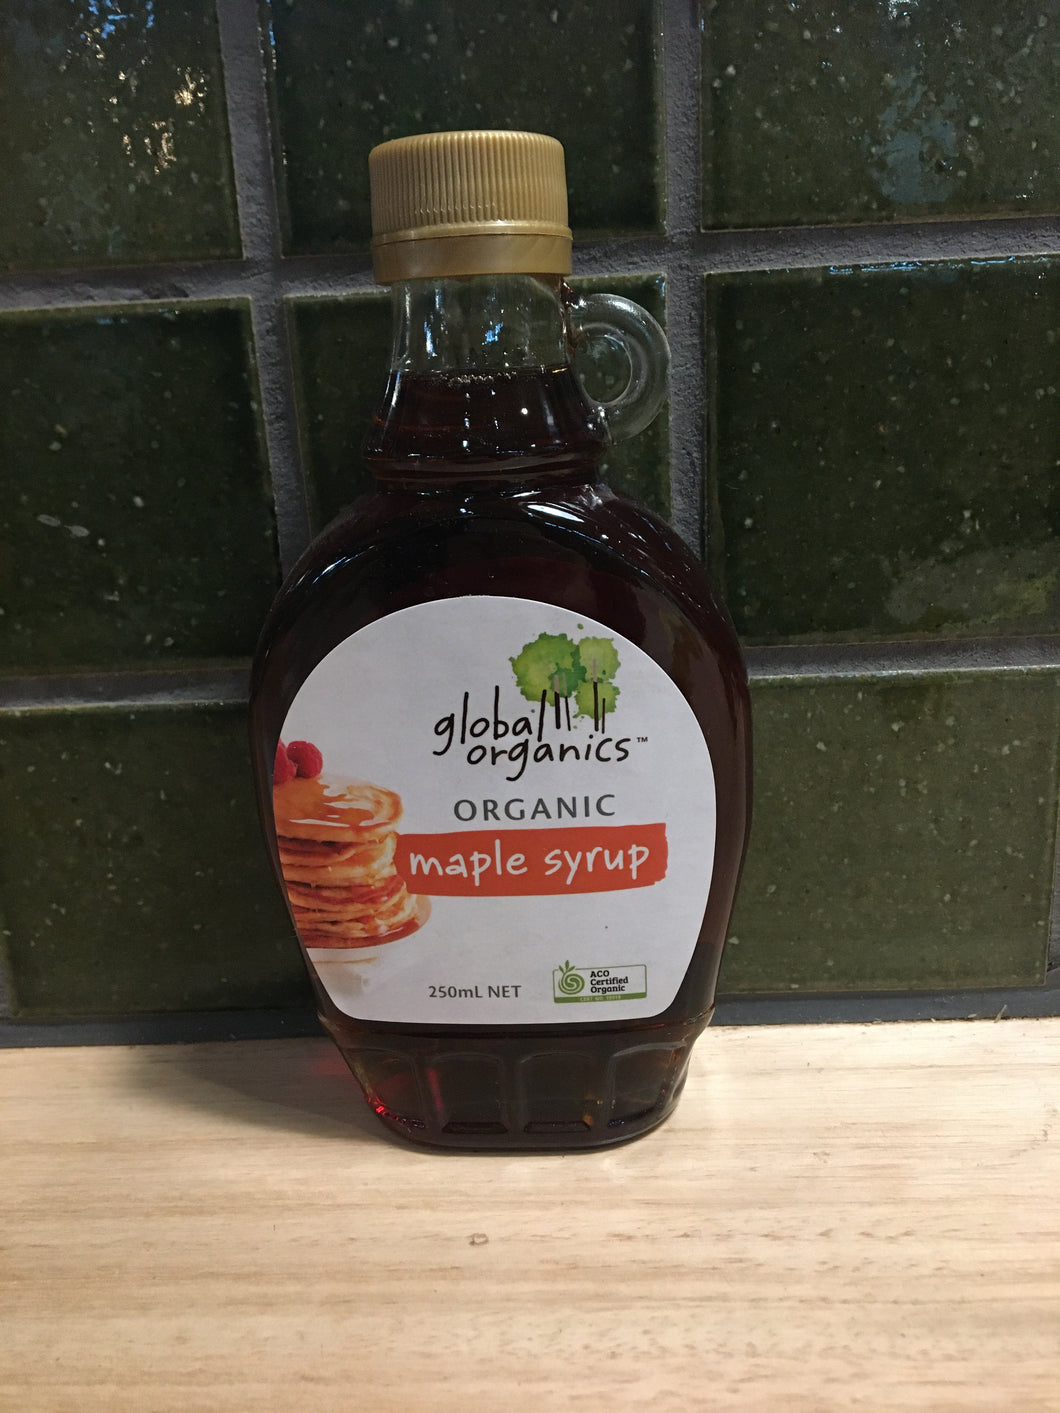 global
organics™
ORGANIC
maple syrup
250mL NET
ACO
Certified
Organic